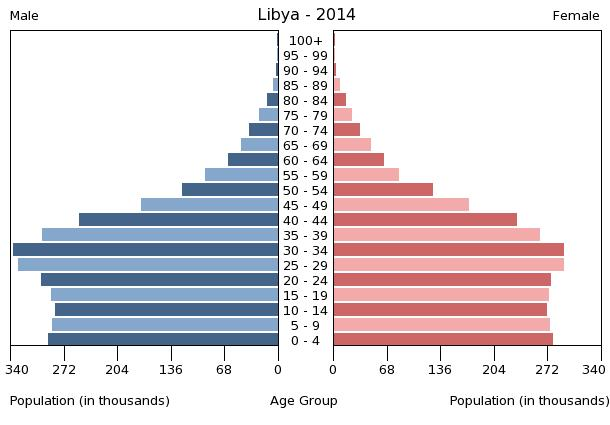 Male Libya - 2014 Female
100+
95 - 99
90 - 94
85 - 89
80 - 84
75 - 79
70 - 74
65 - 69
60 - 64
55 - 59
50 - 54
45 - 49
40 - 44
35 - 39
30 - 34
25 - 29
20 - 24
15 - 19
10 - 14
5 - 9
0 - 4
340 272 204 136 68 0 0 68 136 204 272 340
Population (in thousands) Age Group Population (in thousands)